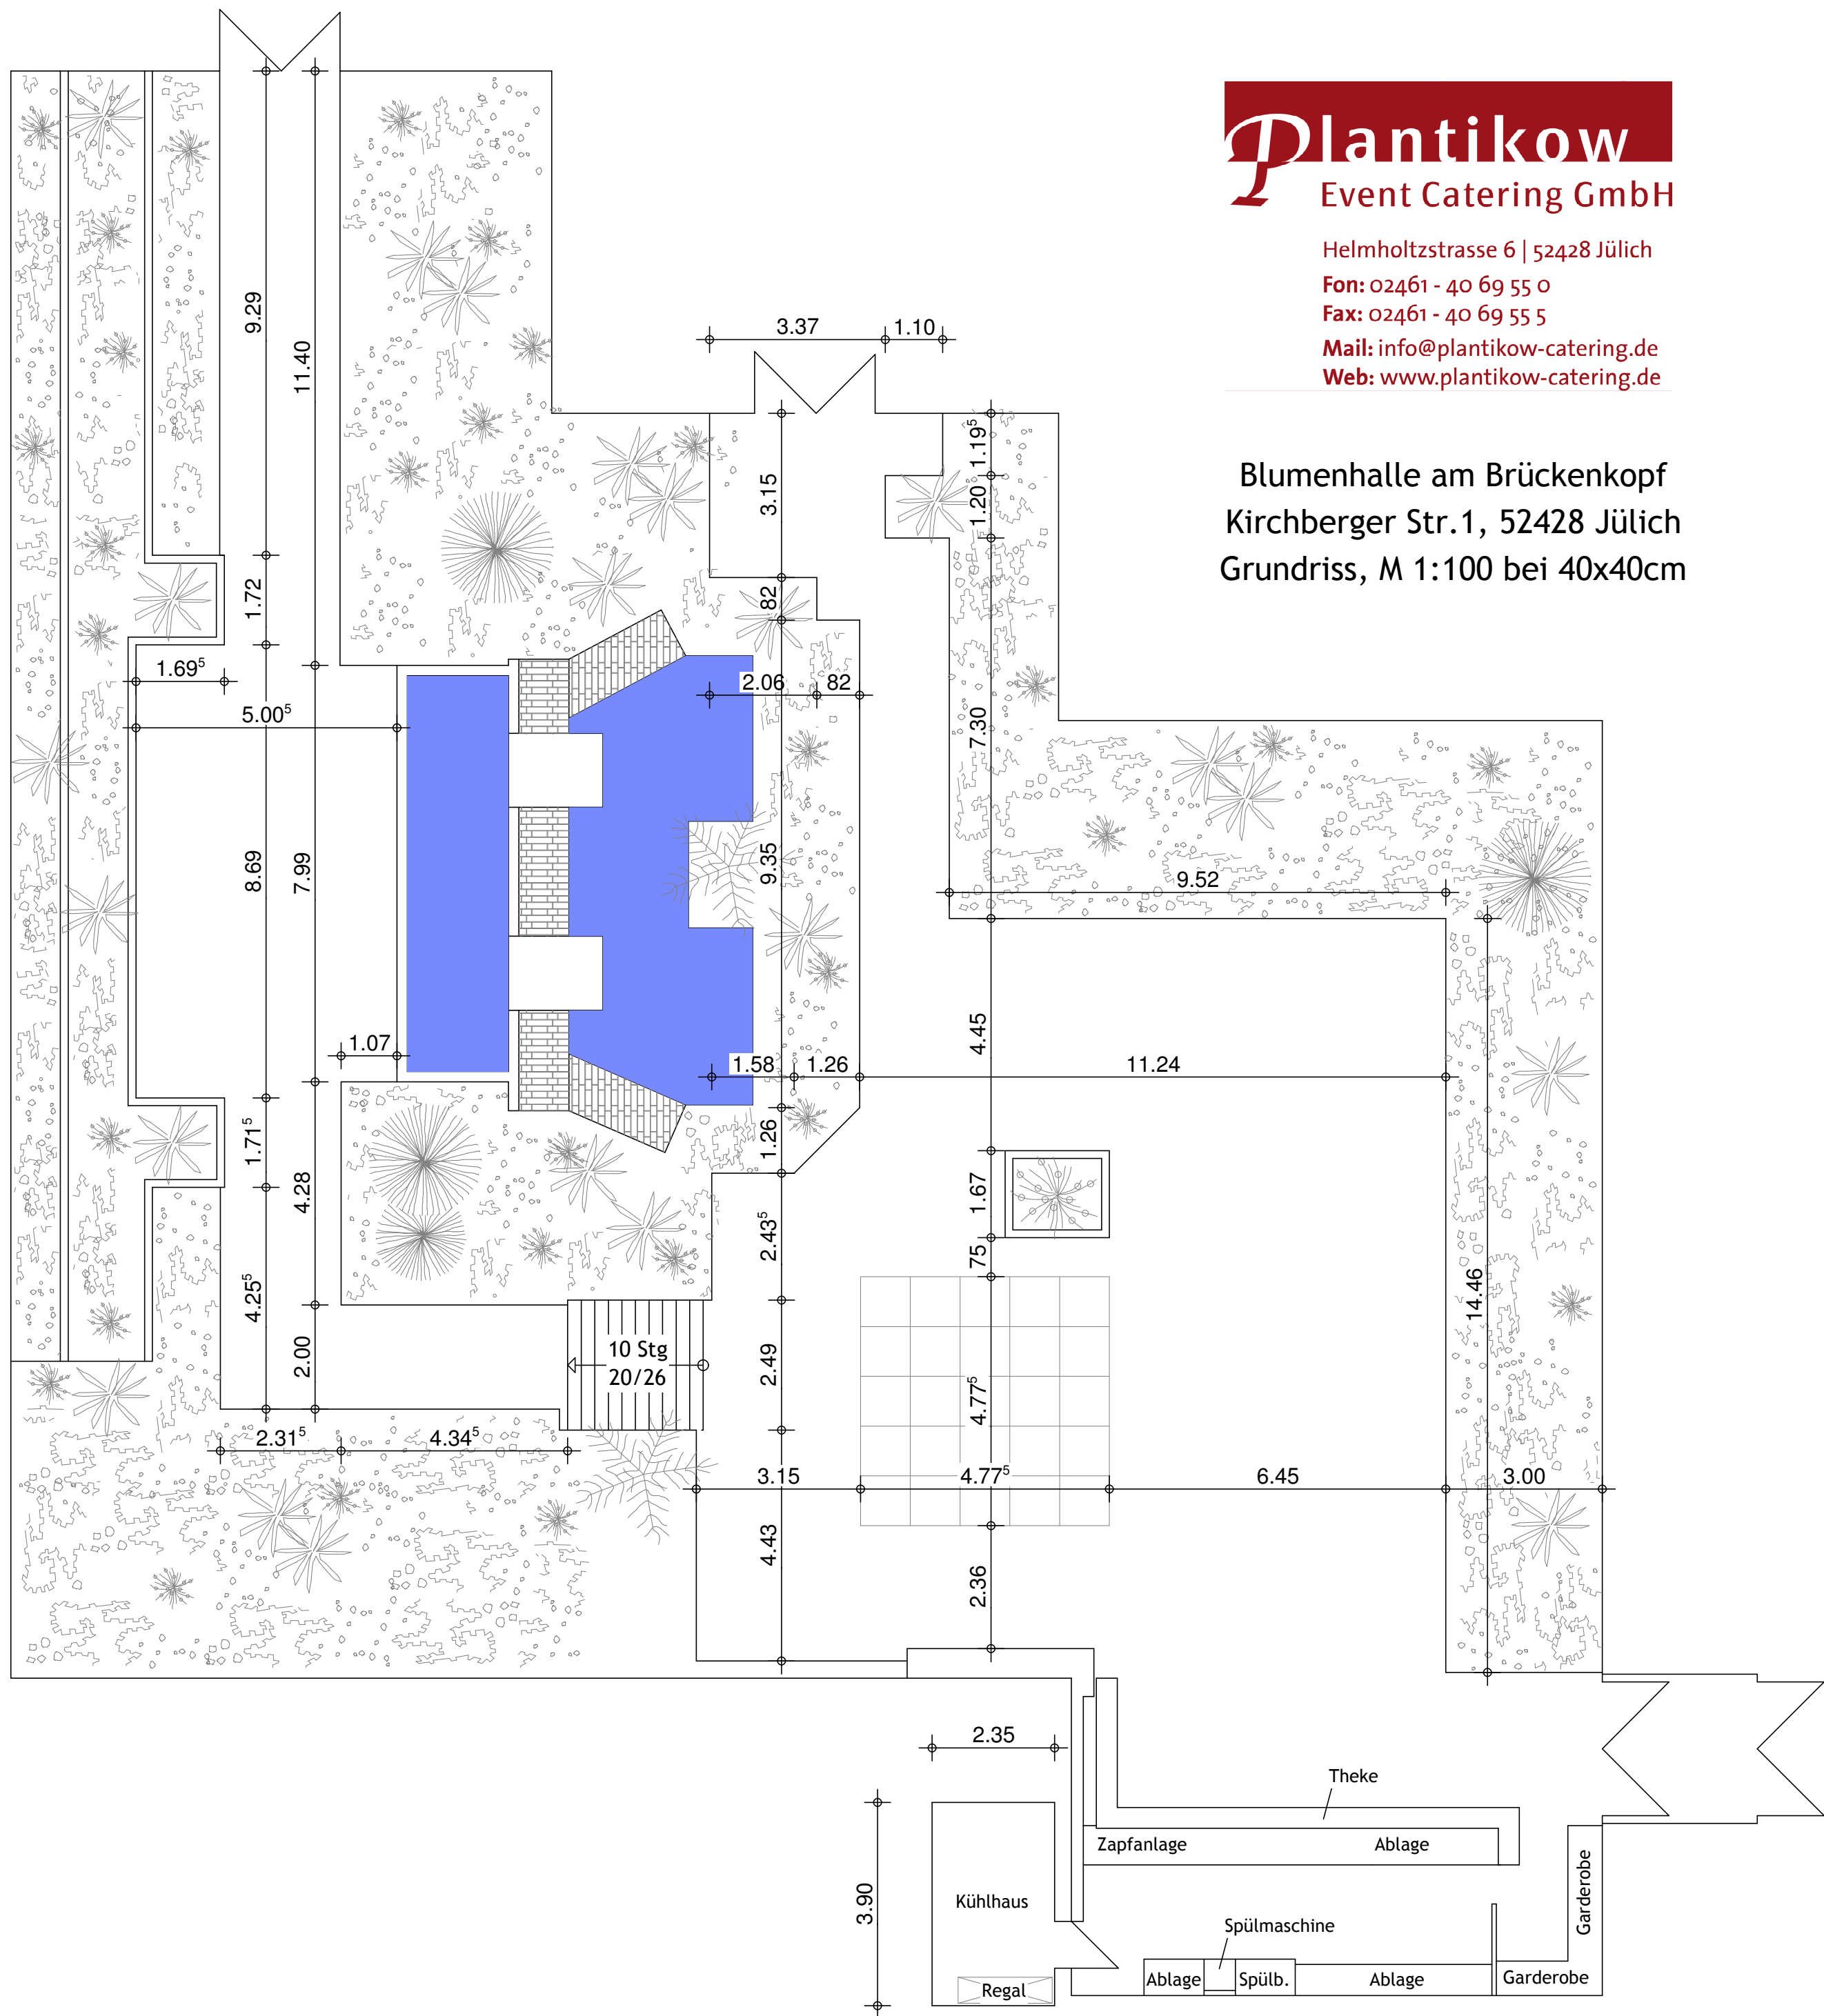 Plantikow
Event Catering GmbH
Helmholtzstrasse 6 | 52428 Jülich
Fon: 02461 - 40 69 55 0
Fax: 02461 - 40 69 55 5
Mail: info@plantikow-catering.de
Web: www.plantikow-catering.de
Blumenhalle am Brückenkopf
Kirchberger Str.1, 52428 Jülich
Grundriss, M 1:100 bei 40x40cm
9.29
11.40
3.37
1.10
1.19⁵
3.15
1.20
1.72
82
1.69⁵
2.06
82
5.00⁵
7.30
8.69
7.99
9.35
9.52
4.45
1.07
1.58
1.26
11.24
1.71⁵
1.26
4.28
1.67
2.43⁵
75
4.25⁵
14.46
2.00
10 Stg
20/26
2.49
4.77⁵
2.31⁵
4.34⁵
3.15
4.77⁵
6.45
3.00
4.43
2.36
2.35
Theke
Zapfanlage
Ablage
3.90
Kühlhaus
Garderobe
Spülmaschine
Regal
Ablage
Spülb.
Ablage
Garderobe